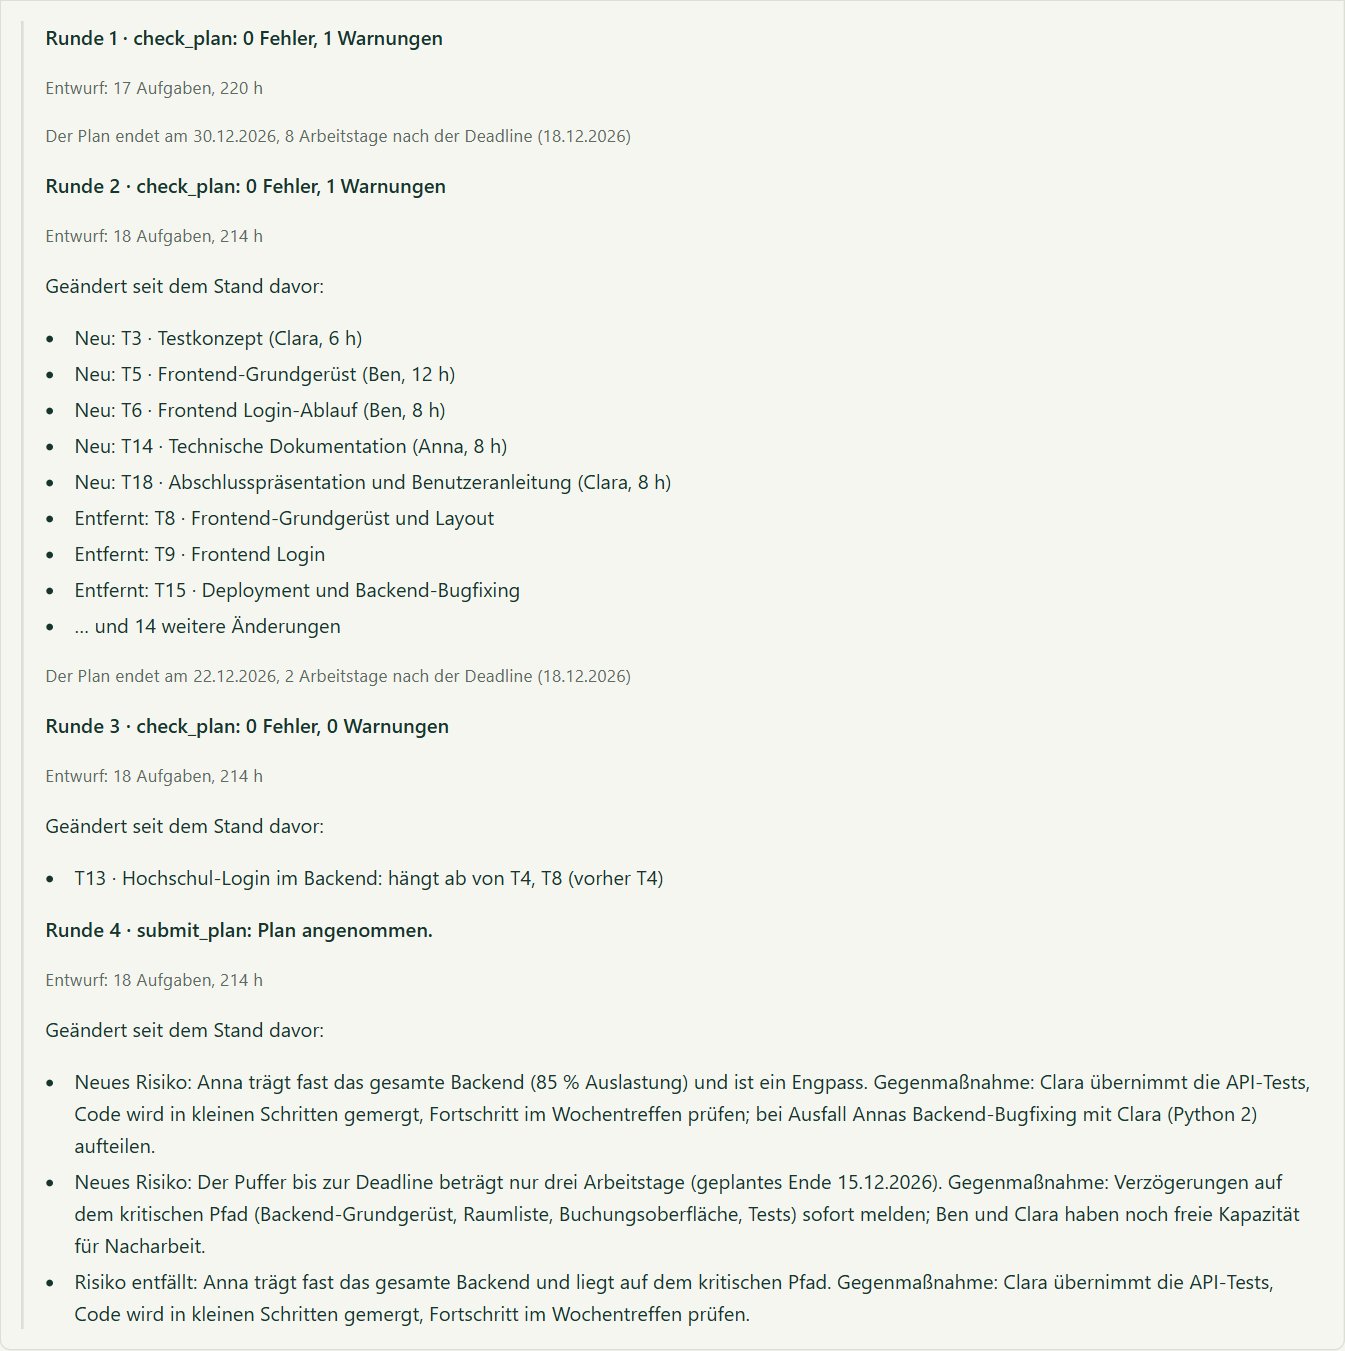 Runde 1 · check_plan: 0 Fehler, 1 Warnungen
Entwurf: 17 Aufgaben, 220 h
Der Plan endet am 30.12.2026, 8 Arbeitstage nach der Deadline (18.12.2026)
Runde 2 · check_plan: 0 Fehler, 1 Warnungen
Entwurf: 18 Aufgaben, 214 h
Geändert seit dem Stand davor:
• Neu: T3 · Testkonzept (Clara, 6 h)
• Neu: T5 · Frontend-Grundgerüst (Ben, 12 h)
• Neu: T6 · Frontend Login-Ablauf (Ben, 8 h)
• Neu: T14 · Technische Dokumentation (Anna, 8 h)
• Neu: T18 · Abschlusspräsentation und Benutzeranleitung (Clara, 8 h)
• Entfernt: T8 · Frontend-Grundgerüst und Layout
• Entfernt: T9 · Frontend Login
• Entfernt: T15 · Deployment und Backend-Bugfixing
• … und 14 weitere Änderungen
Der Plan endet am 22.12.2026, 2 Arbeitstage nach der Deadline (18.12.2026)
Runde 3 · check_plan: 0 Fehler, 0 Warnungen
Entwurf: 18 Aufgaben, 214 h
Geändert seit dem Stand davor:
• T13 · Hochschul-Login im Backend: hängt ab von T4, T8 (vorher T4)
Runde 4 · submit_plan: Plan angenommen.
Entwurf: 18 Aufgaben, 214 h
Geändert seit dem Stand davor:
• Neues Risiko: Anna trägt fast das gesamte Backend (85 % Auslastung) und ist ein Engpass. Gegenmaßnahme: Clara übernimmt die API-Tests,
Code wird in kleinen Schritten gemergt, Fortschritt im Wochentreffen prüfen; bei Ausfall Annas Backend-Bugfixing mit Clara (Python 2)
aufteilen.
• Neues Risiko: Der Puffer bis zur Deadline beträgt nur drei Arbeitstage (geplantes Ende 15.12.2026). Gegenmaßnahme: Verzögerungen auf
dem kritischen Pfad (Backend-Grundgerüst, Raumliste, Buchungsoberfläche, Tests) sofort melden; Ben und Clara haben noch freie Kapazität
für Nacharbeit.
• Risiko entfällt: Anna trägt fast das gesamte Backend und liegt auf dem kritischen Pfad. Gegenmaßnahme: Clara übernimmt die API-Tests,
Code wird in kleinen Schritten gemergt, Fortschritt im Wochentreffen prüfen.